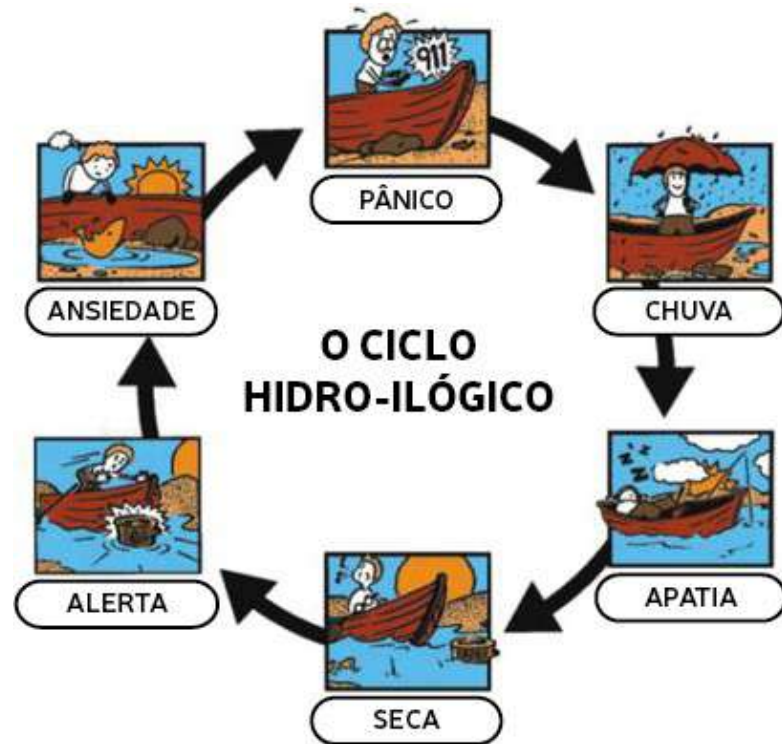 911
PÂNICO
ANSIEDADE
CHUVA
O CICLO
HIDRO-ILÓGICO
Z Z Z
ALERTA
APATIA
SECA